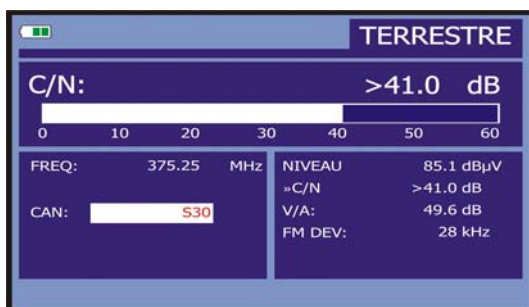 TERRESTRE
C/N: >41.0 dB
0 10 20 30 40 50 60
FREQ: 375.25 MHz
CAN: S30
NIVEAU 85.1 dBµV
»C/N >41.0 dB
V/A: 49.6 dB
FM DEV: 28 kHz